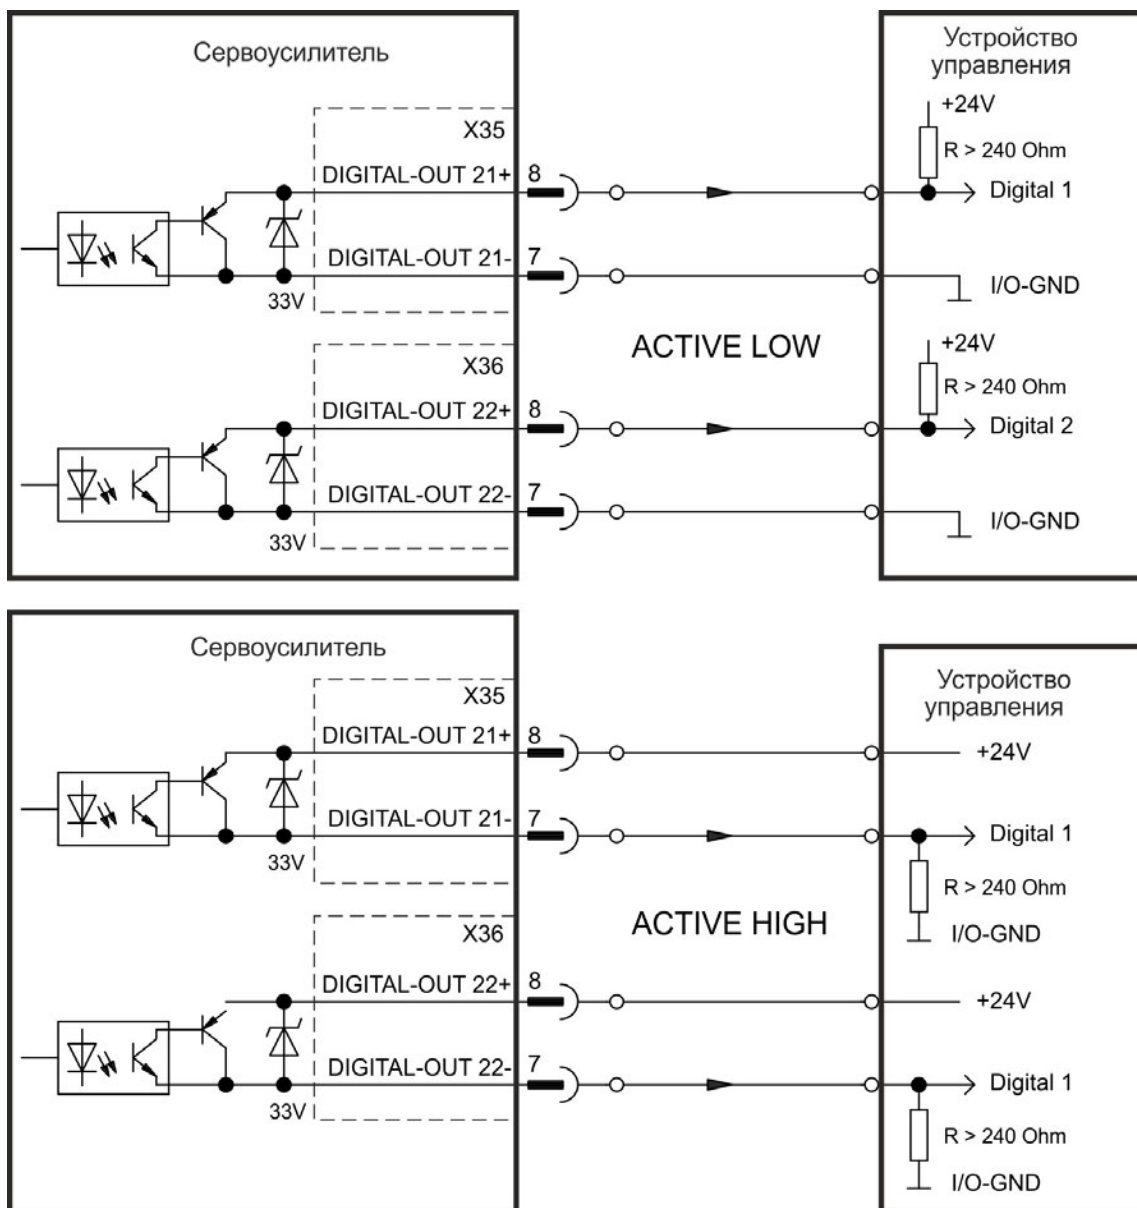 Сервоусилитель
Устройство
управления
+24V
X35
R > 240 Ohm
DIGITAL-OUT 21+
8
Digital 1
DIGITAL-OUT 21-
7
33V
I/O-GND
ACTIVE LOW
+24V
X36
R > 240 Ohm
DIGITAL-OUT 22+
8
Digital 2
DIGITAL-OUT 22-
7
33V
I/O-GND
Сервоусилитель
Устройство
управления
X35
DIGITAL-OUT 21+
8
+24V
DIGITAL-OUT 21-
7
Digital 1
33V
R > 240 Ohm
ACTIVE HIGH
I/O-GND
X36
DIGITAL-OUT 22+
8
+24V
DIGITAL-OUT 22-
7
Digital 1
33V
R > 240 Ohm
I/O-GND